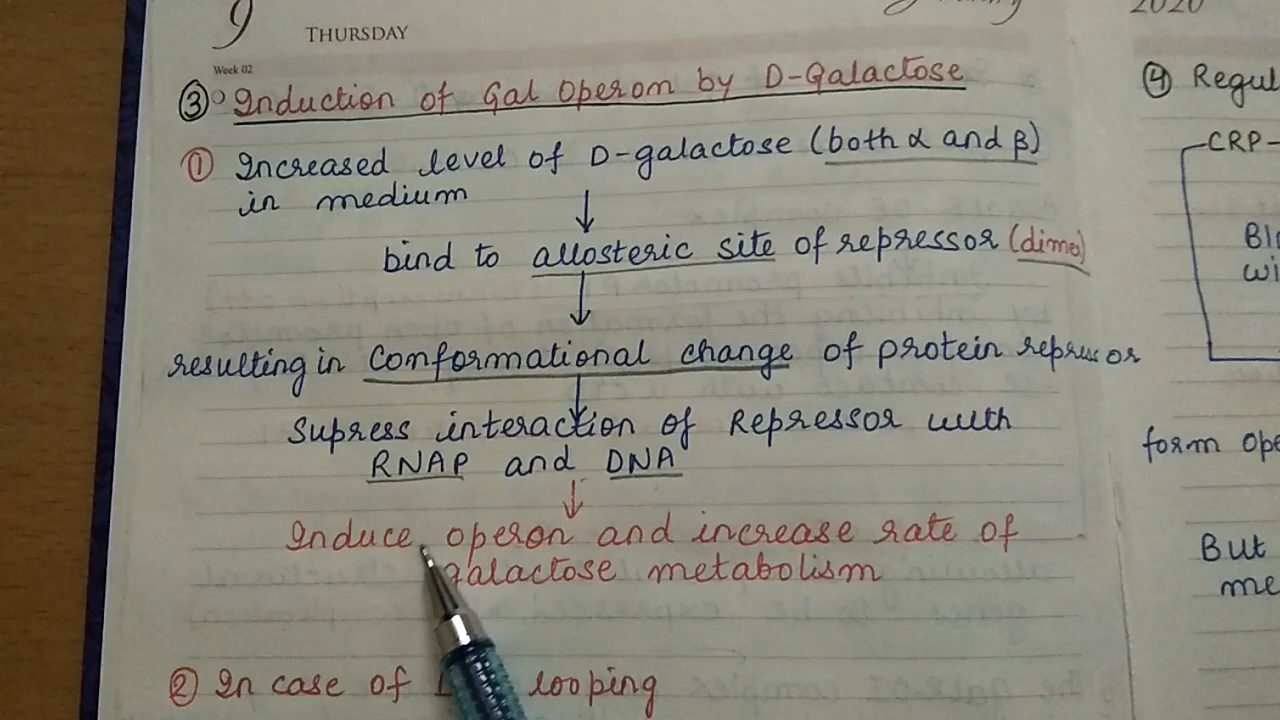 9 THURSDAY
2020
Week 02
③ Induction of Gal Operon by D-Galactose
① Increased level of D-galactose (both α and β)
in medium
↓
bind to allosteric site of repressor (dimer)
↓
resulting in conformational change of protein repressor
↓
Supress interaction of Repressor with
RNAP and DNA
↓
Induce operon and increase rate of
galactose metabolism
② In case of looping
④ Regul
CRP-
wi
form ope
But
me